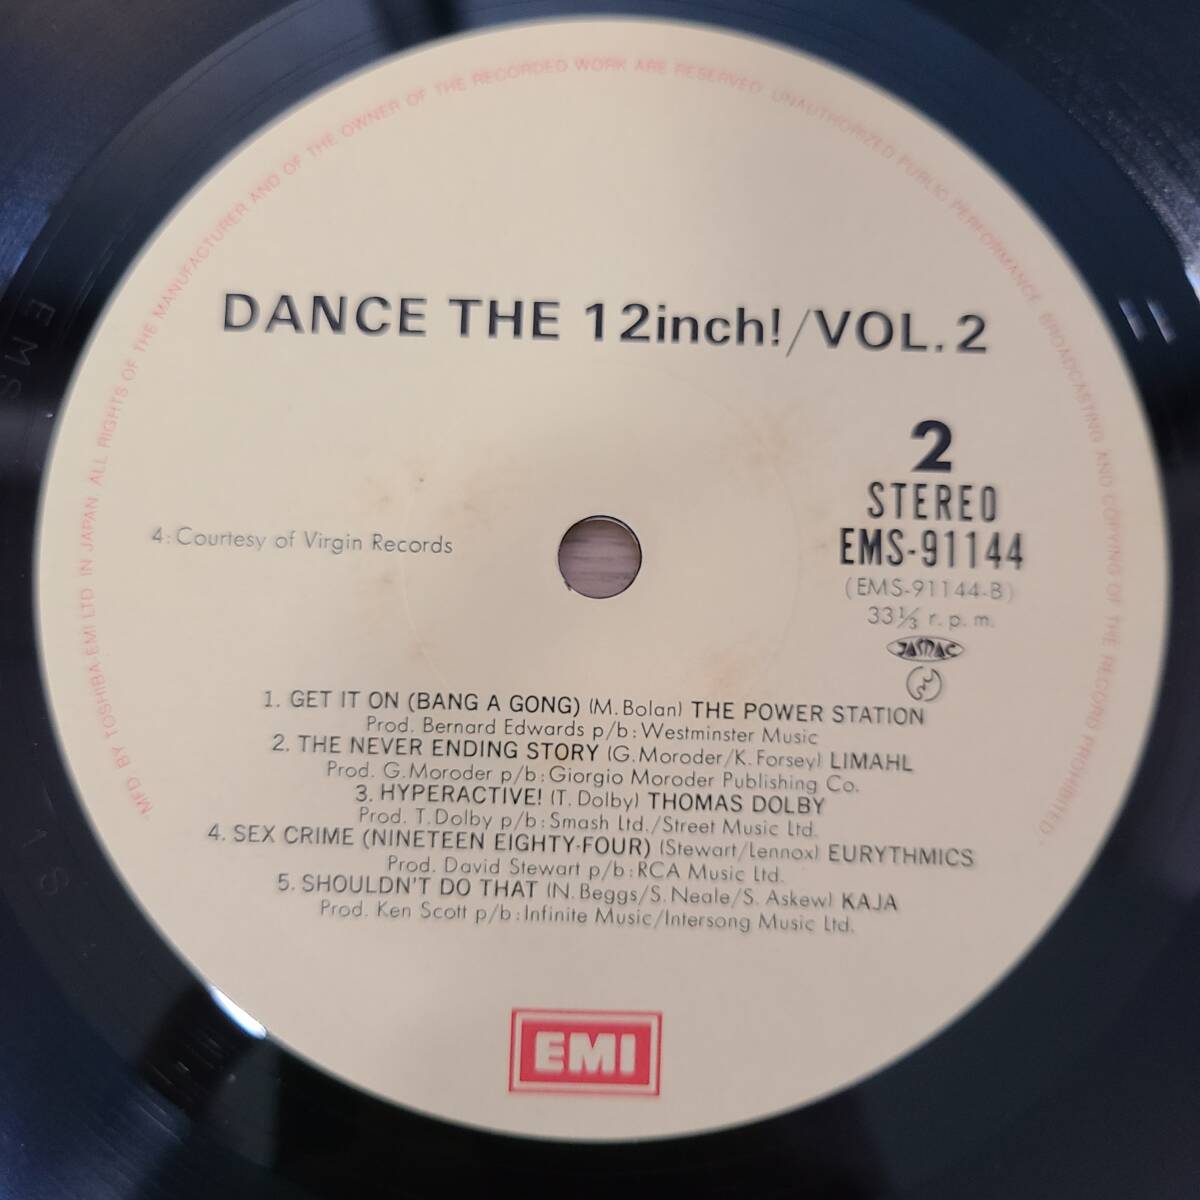 MFD BY TOSHIBA EMI LTD IN JAPAN ALL RIGHTS OF THE MANUFACTURER AND OF THE OWNER OF THE RECORDED WORK ARE RESERVED. UNAUTHORIZED PUBLIC PERFORMANCE BROADCASTING AND COPYING OF THE RECORD PROHIBITED
DANCE THE 12inch!/VOL.2
2
STEREO
EMS-91144
(EMS-91144-B)
33⅓ r.p.m.
JASRAC
4:Courtesy of Virgin Records
1. GET IT ON (BANG A GONG) (M. Bolan) THE POWER STATION
Prod. Bernard Edwards p/b:Westminster Music
2. THE NEVER ENDING STORY (G. Moroder/K. Forsey) LIMAHL
Prod. G.Moroder p/b:Giorgio Moroder Publishing Co.
3. HYPERACTIVE! (T. Dolby) THOMAS DOLBY
Prod. T.Dolby p/b:Smash Ltd./Street Music Ltd.
4. SEX CRIME (NINETEEN EIGHTY-FOUR) (Stewart/Lennox) EURYTHMICS
Prod. David Stewart p/b:RCA Music Ltd.
5. SHOULDN'T DO THAT (N. Beggs/S. Neale/S. Askew) KAJA
Prod. Ken Scott p/b:Infinite Music/Intersong Music Ltd.
EMI
EMS